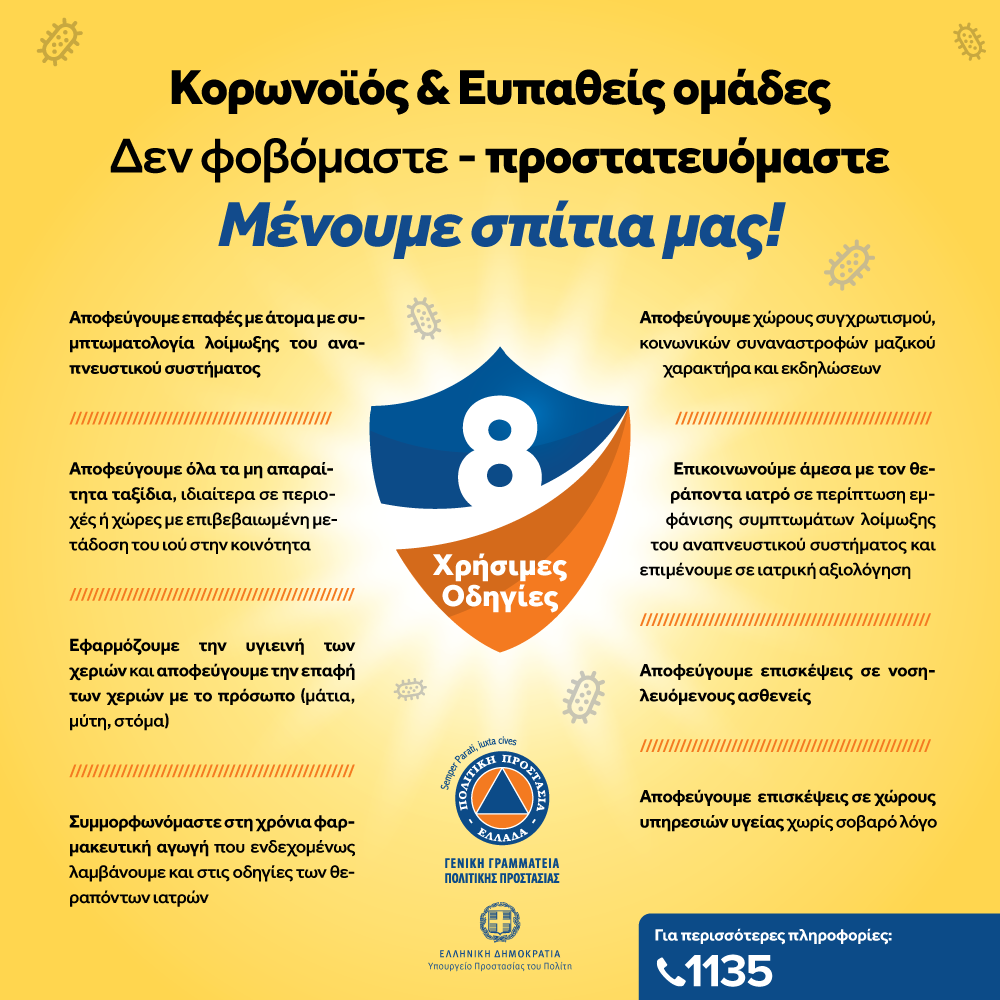 Κορωνοϊός & Ευπαθείς ομάδες
Δεν φοβόμαστε - προστατευόμαστε
Μένουμε σπίτια μας!
Αποφεύγουμε επαφές με άτομα με συ-
μπτωματολογία λοίμωξης του ανα-
πνευστικού συστήματος
Αποφεύγουμε όλα τα μη απαραί-
τητα ταξίδια, ιδιαίτερα σε περιο-
χές ή χώρες με επιβεβαιωμένη με-
τάδοση του ιού στην κοινότητα
Εφαρμόζουμε την υγιεινή των
χεριών και αποφεύγουμε την επαφή
των χεριών με το πρόσωπο (μάτια,
μύτη, στόμα)
Συμμορφωνόμαστε στη χρόνια φαρ-
μακευτική αγωγή που ενδεχομένως
λαμβάνουμε και στις οδηγίες των θε-
ραπόντων ιατρών
8
Χρήσιμες
Οδηγίες
Αποφεύγουμε χώρους συγχρωτισμού,
κοινωνικών συναναστροφών μαζικού
χαρακτήρα και εκδηλώσεων
Επικοινωνούμε άμεσα με τον θε-
ράποντα ιατρό σε περίπτωση εμ-
φάνισης συμπτωμάτων λοίμωξης
του αναπνευστικού συστήματος και
επιμένουμε σε ιατρική αξιολόγηση
Αποφεύγουμε επισκέψεις σε νοση-
λευόμενους ασθενείς
Αποφεύγουμε επισκέψεις σε χώρους
υπηρεσιών υγείας χωρίς σοβαρό λόγο
Semper Parati, iuxta cives
ΠΟΛΙΤΙΚΗ ΠΡΟΣΤΑΣΙΑ
- ΕΛΛΑΔΑ -
ΓΕΝΙΚΗ ΓΡΑΜΜΑΤΕΙΑ
ΠΟΛΙΤΙΚΗΣ ΠΡΟΣΤΑΣΙΑΣ
ΕΛΛΗΝΙΚΗ ΔΗΜΟΚΡΑΤΙΑ
Υπουργείο Προστασίας του Πολίτη
Για περισσότερες πληροφορίες:
1135